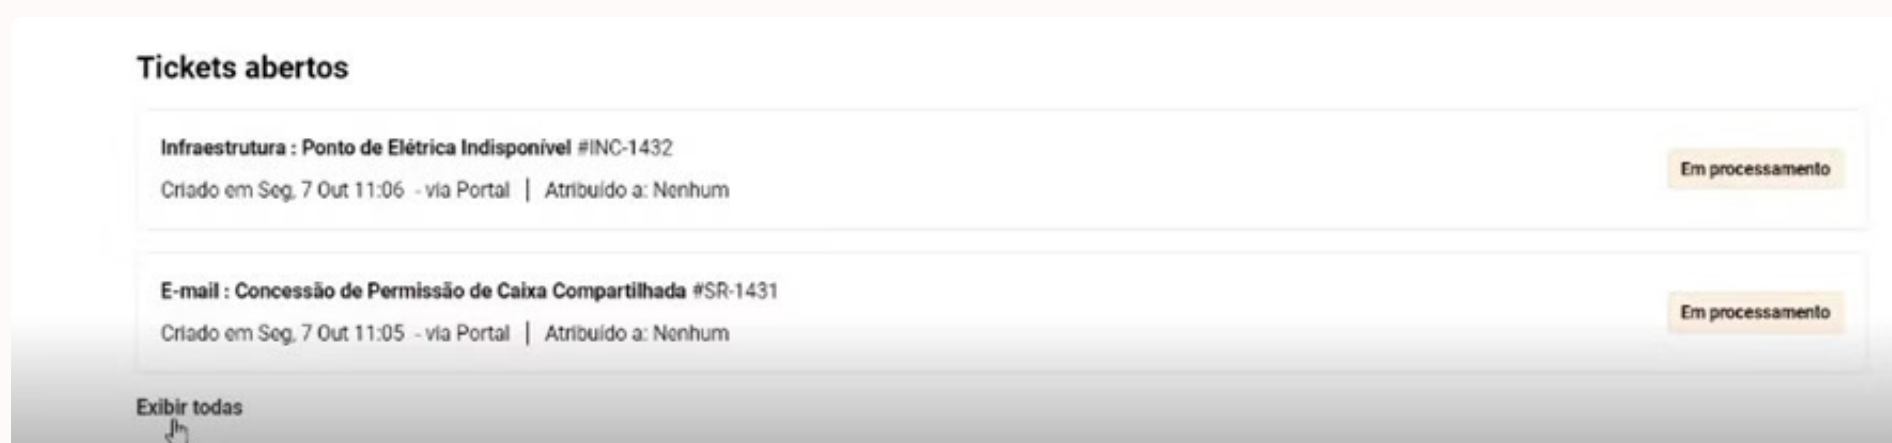 Tickets abertos
Infraestrutura : Ponto de Elétrica Indisponível #INC-1432
Criado em Seg, 7 Out 11:06 - via Portal | Atribuído a: Nenhum
Em processamento
E-mail : Concessão de Permissão de Caixa Compartilhada #SR-1431
Criado em Seg, 7 Out 11:05 - via Portal | Atribuído a: Nenhum
Em processamento
Exibir todas